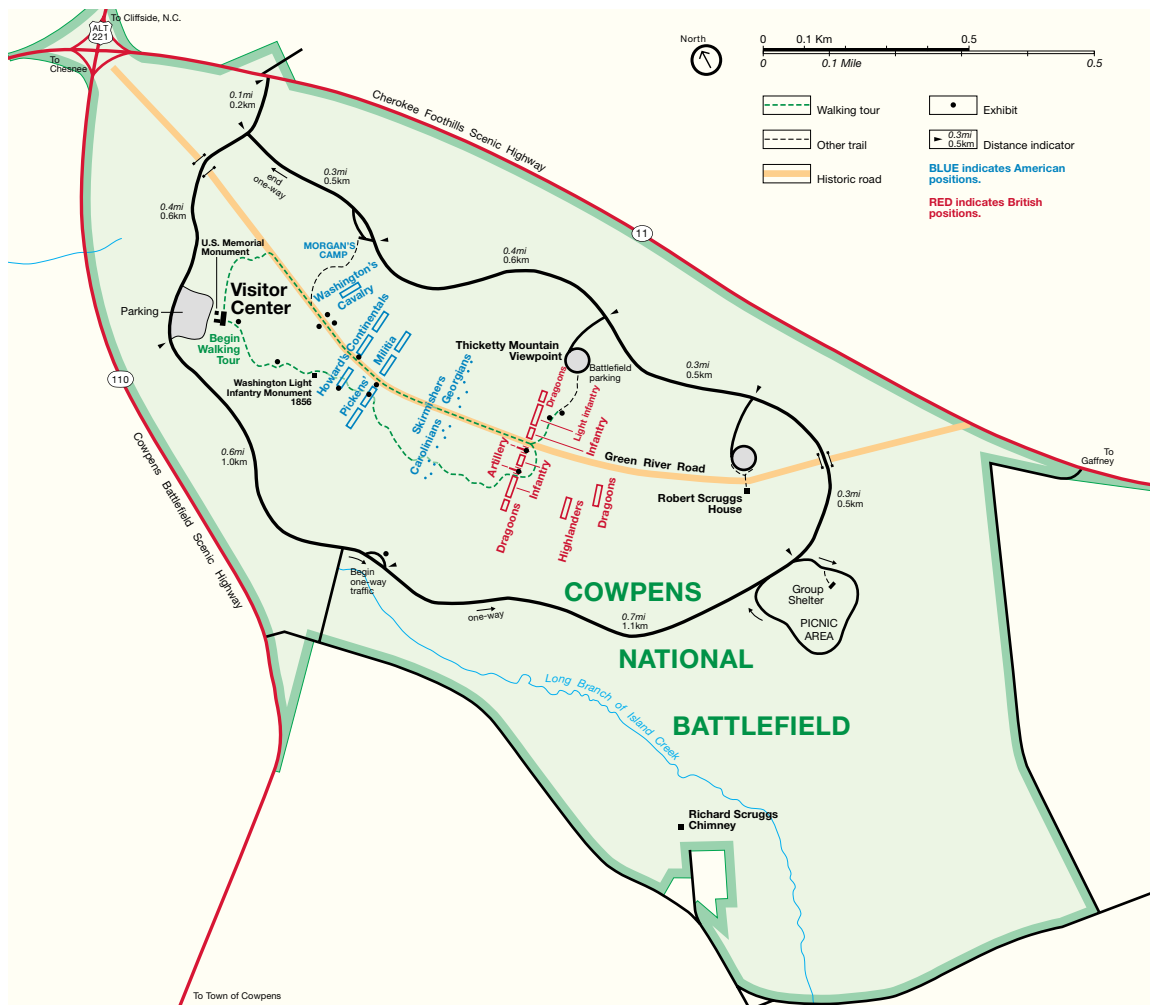 To Cliffside, N.C.
ALT
221
To
Chesnee
North
0
0.1 Km
0.5
0
0.1 Mile
0.5
Walking tour
Exhibit
Other trail
0.3mi
0.5km
Distance indicator
Historic road
BLUE indicates American
positions.
RED indicates British
positions.
0.1mi
0.2km
Cherokee Foothills Scenic Highway
11
end
one-way
0.3mi
0.5km
0.4mi
0.6km
U.S. Memorial
Monument
MORGAN'S
CAMP
0.4mi
0.6km
Washington's
Cavalry
Visitor
Center
Parking
Begin
Walking
Tour
Howard's Continentals
Pickens' Militia
Washington Light
Infantry Monument
1856
Skirmishers
Georgians
Carolinians
Thicketty Mountain
Viewpoint
Battlefield
parking
Dragoons
Light infantry
Infantry
Artillery
Infantry
Dragoons
Highlanders
Dragoons
0.3mi
0.5km
Green River Road
Robert Scruggs
House
To
Gaffney
0.3mi
0.5km
110
Cowpens Battlefield Scenic Highway
0.6mi
1.0km
Begin
one-way
traffic
one-way
0.7mi
1.1km
Group
Shelter
PICNIC
AREA
COWPENS
NATIONAL
BATTLEFIELD
Long Branch of Island Creek
Richard Scruggs
Chimney
To Town of Cowpens